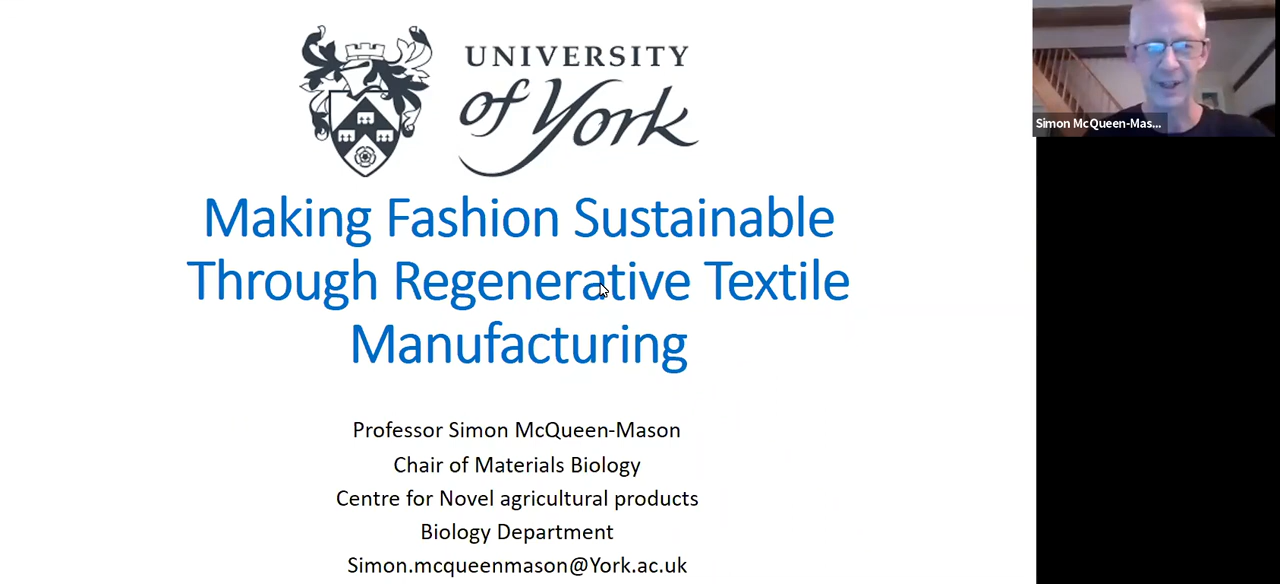 UNIVERSITY
of York
Making Fashion Sustainable
Through Regenerative Textile
Manufacturing
Professor Simon McQueen-Mason
Chair of Materials Biology
Centre for Novel agricultural products
Biology Department
Simon.mcqueenmason@York.ac.uk
Simon McQueen-Mas...